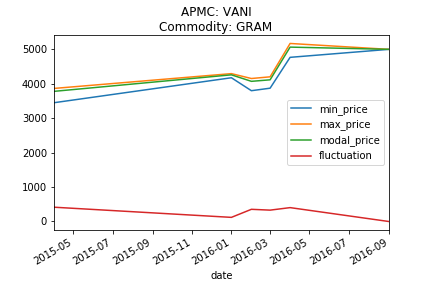 APMC: VANI
Commodity: GRAM
5000
4000
3000
2000
1000
0
min_price
max_price
modal_price
fluctuation
2015-05
2015-07
2015-09
2015-11
2016-01
2016-03
2016-05
2016-07
2016-09
date